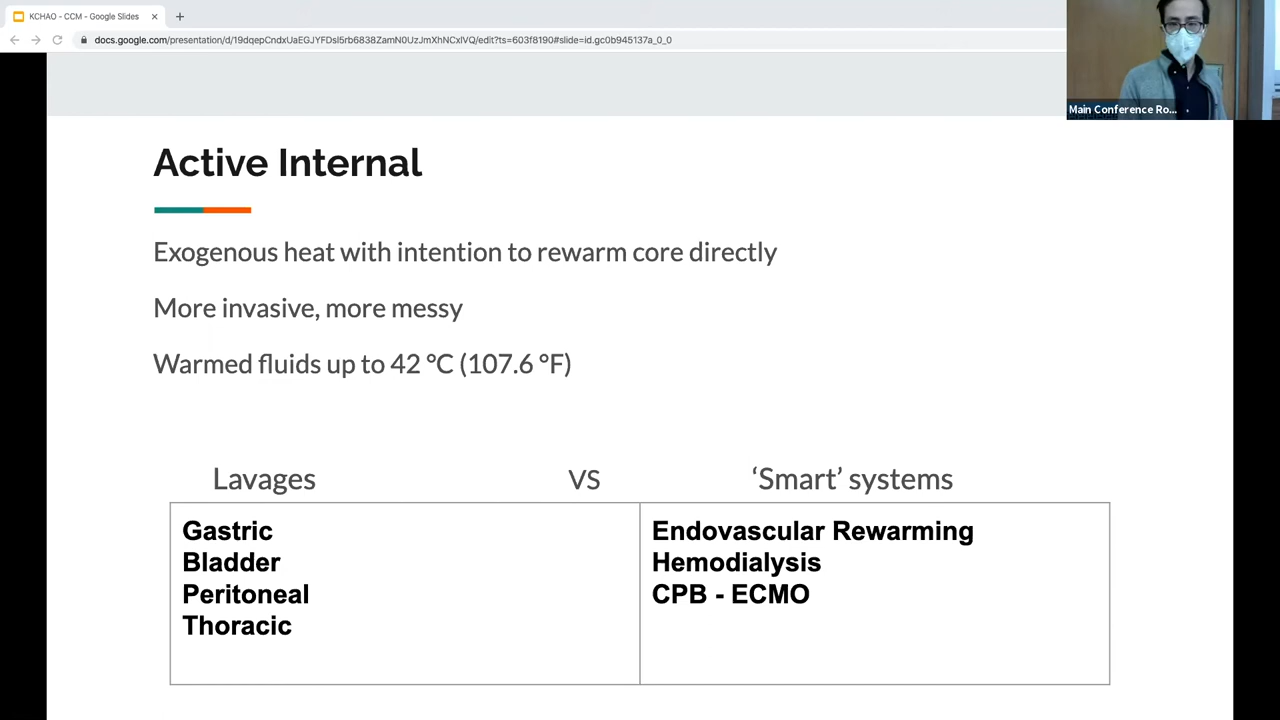 KCHAO - CCM - Google Slides
docs.google.com/presentation/d/19dqepCndxUaEGJYFDsl5rb6838ZamN0UzJmXhNCxlVQ/edit?ts=603f8190#slide=id.gc0b945137a_0_0
Main Conference Ro...
Active Internal
Exogenous heat with intention to rewarm core directly
More invasive, more messy
Warmed fluids up to 42 °C (107.6 °F)
Lavages VS ‘Smart’ systems
Gastric
Bladder
Peritoneal
Thoracic
Endovascular Rewarming
Hemodialysis
CPB - ECMO